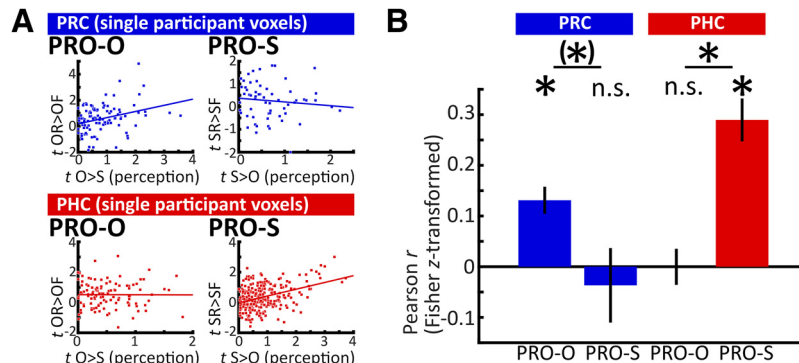 A
PRC (single participant voxels)
PRO-O
PRO-S
t OR>OF
4
2
0
-2
0
1
2
3
4
t O>S (perception)
t SR>SF
2
1
0
-1
-2
0
1
2
t S>O (perception)
PHC (single participant voxels)
PRO-O
PRO-S
t OR>OF
4
2
0
-2
0
1
2
t O>S (perception)
t SR>SF
4
2
0
-2
0
1
2
3
4
t S>O (perception)
B
PRC
PHC
(*)
*
*
n.s.
n.s.
*
Pearson r
(Fisher z-transformed)
0.3
0.2
0.1
0
-0.1
PRO-O
PRO-S
PRO-O
PRO-S